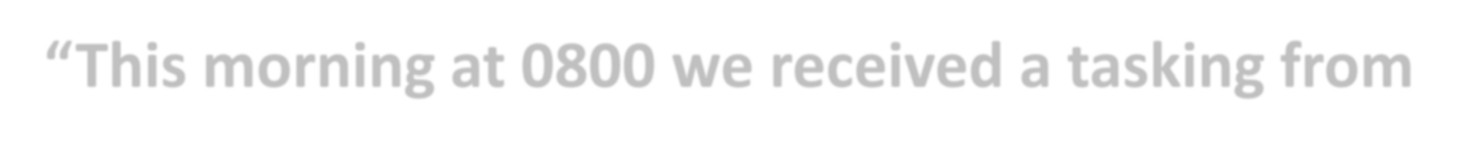 “This morning at 0800 we received a tasking from